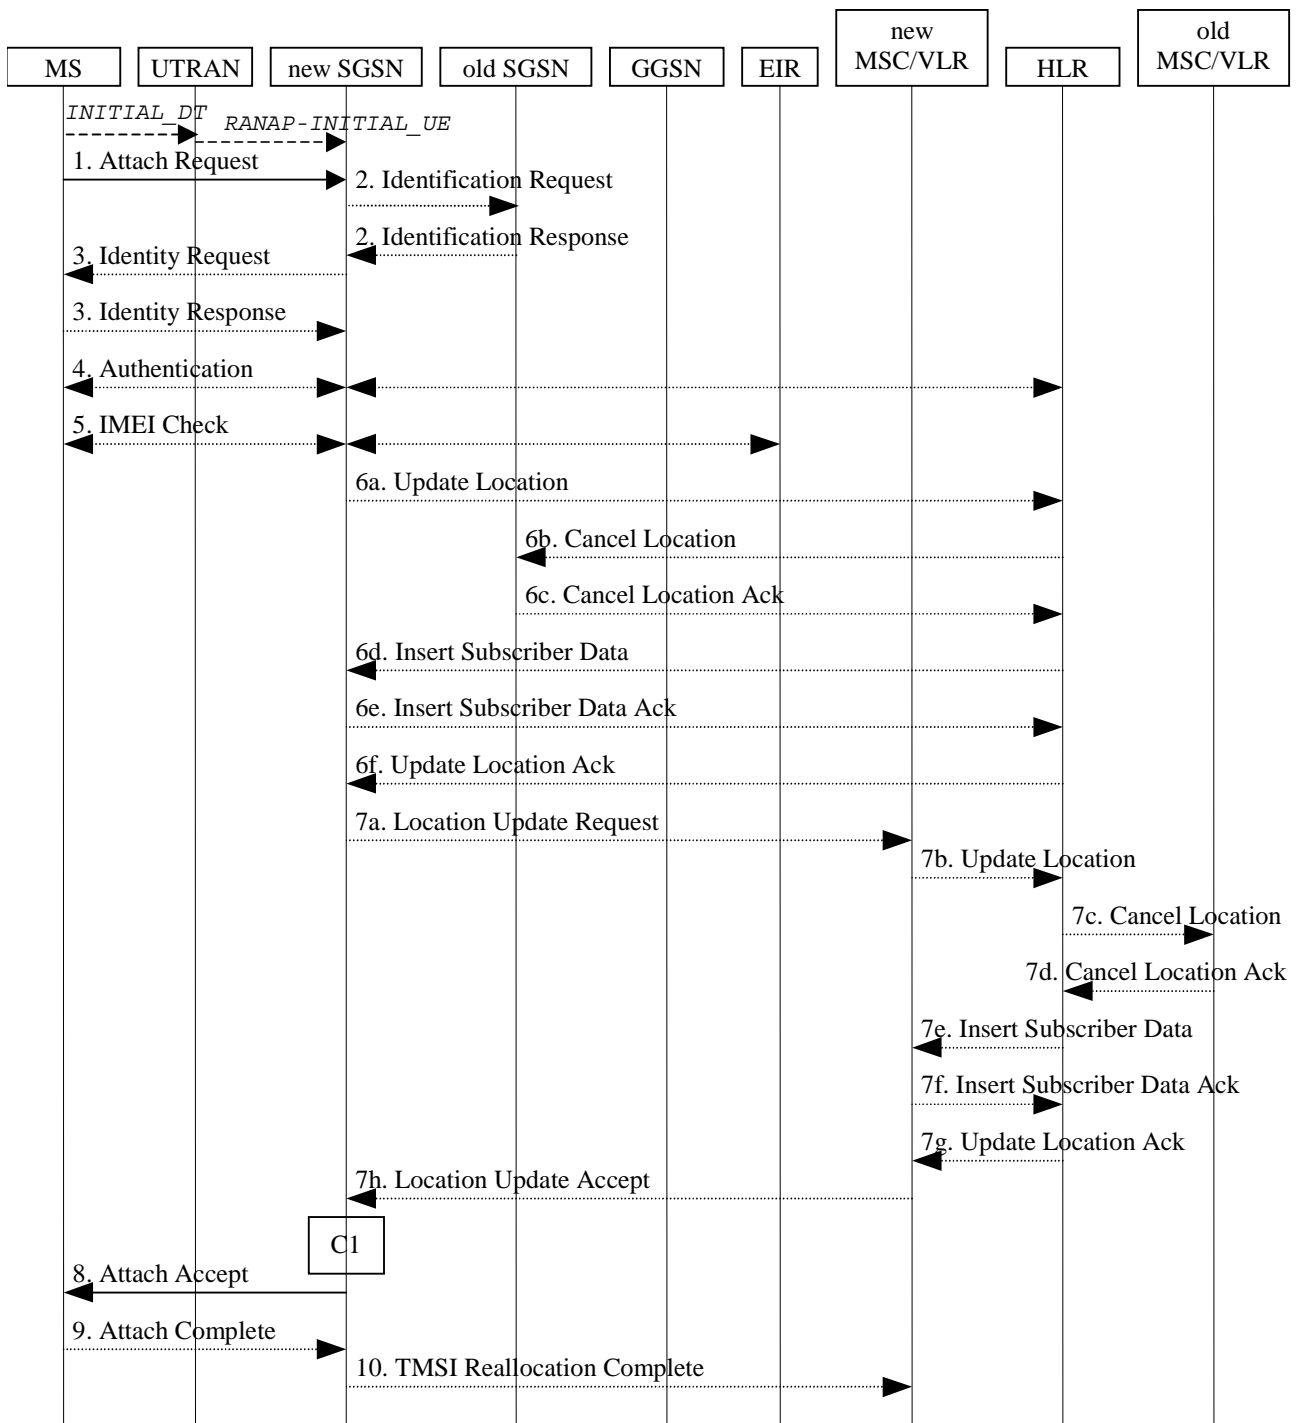 new
old
MS
UTRAN
new SGSN
old SGSN
GGSN
EIR
MSC/VLR
HLR
MSC/VLR
INITIAL_DT
RANAP-INITIAL_UE
1. Attach Request
2. Identification Request
2. Identification Response
3. Identity Request
3. Identity Response
4. Authentication
5. IMEI Check
6a. Update Location
6b. Cancel Location
6c. Cancel Location Ack
6d. Insert Subscriber Data
6e. Insert Subscriber Data Ack
6f. Update Location Ack
7a. Location Update Request
7b. Update Location
7c. Cancel Location
7d. Cancel Location Ack
7e. Insert Subscriber Data
7f. Insert Subscriber Data Ack
7g. Update Location Ack
7h. Location Update Accept
C1
8. Attach Accept
9. Attach Complete
10. TMSI Reallocation Complete